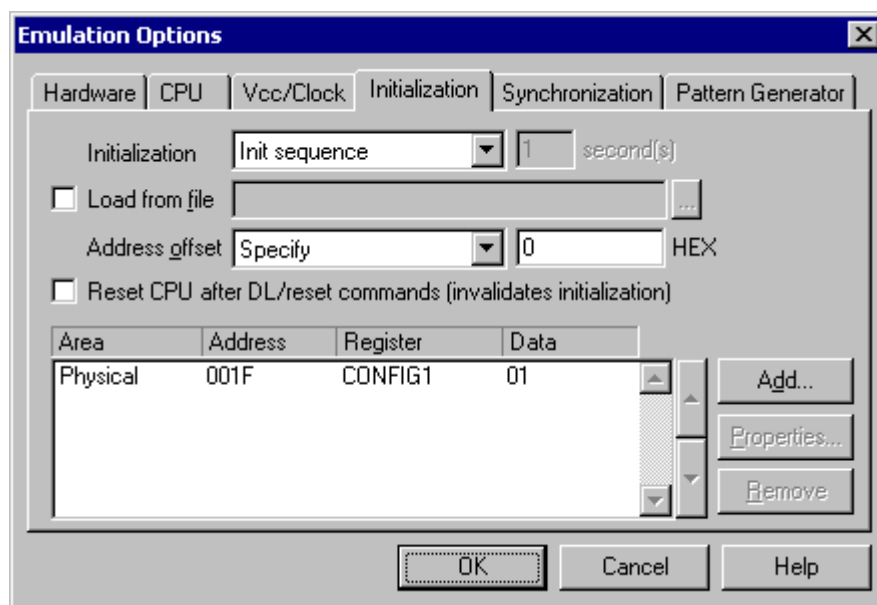 Emulation Options
Hardware CPU Vcc/Clock Initialization Synchronization Pattern Generator
Initialization Init sequence 1 second(s)
Load from file ...
Address offset Specify 0 HEX
Reset CPU after DL/reset commands (invalidates initialization)
Area Address Register Data
Physical 001F CONFIG1 01
Add...
Properties...
Remove
OK Cancel Help